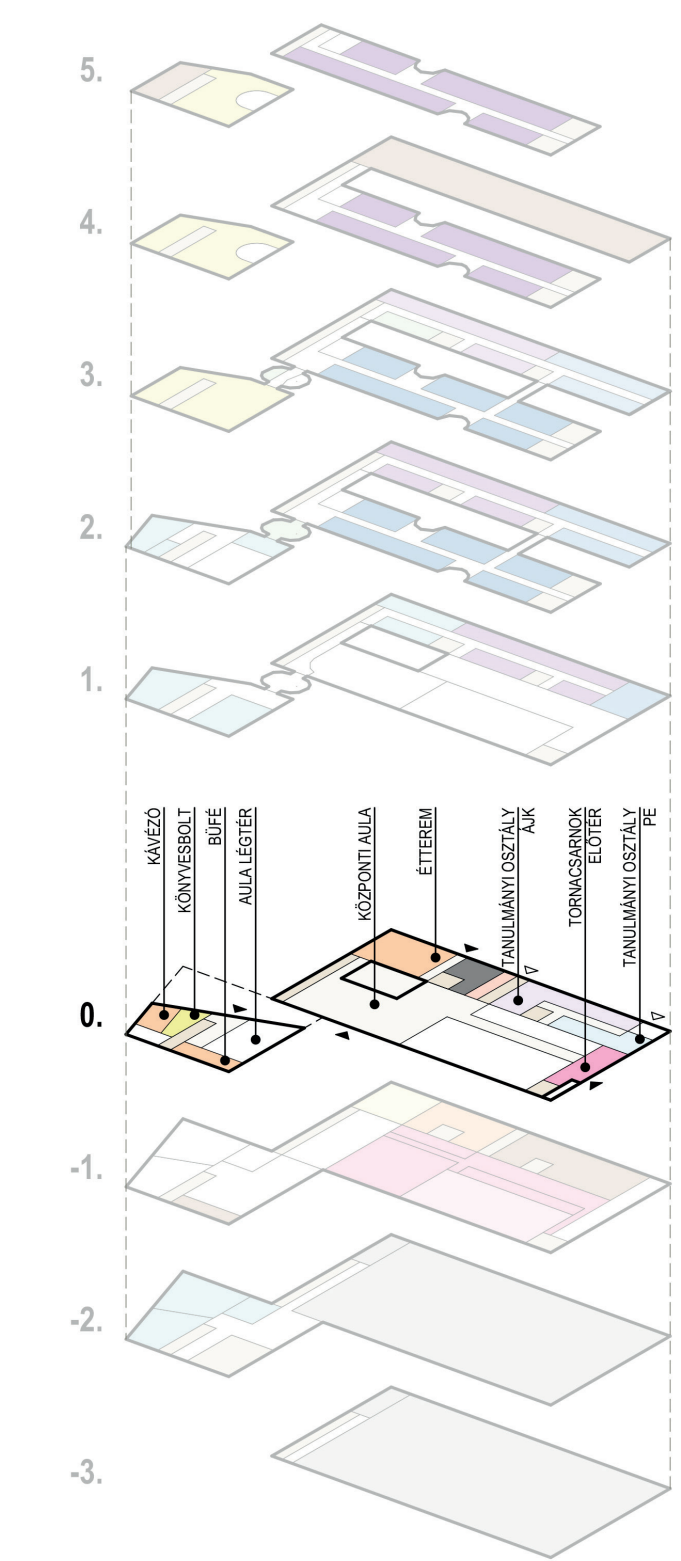 5.
4.
3.
2.
1.
KÁVÉZÓ
KÖNYVESBOLT
BÜFÉ
AULA LÉGTÉR
KÖZPONTI AULA
ÉTTEREM
TANULMÁNYI OSZTÁLY
ÁJK
TORNACSARNOK
ELŐTÉR
TANULMÁNYI OSZTÁLY
PE
0.
-1.
-2.
-3.